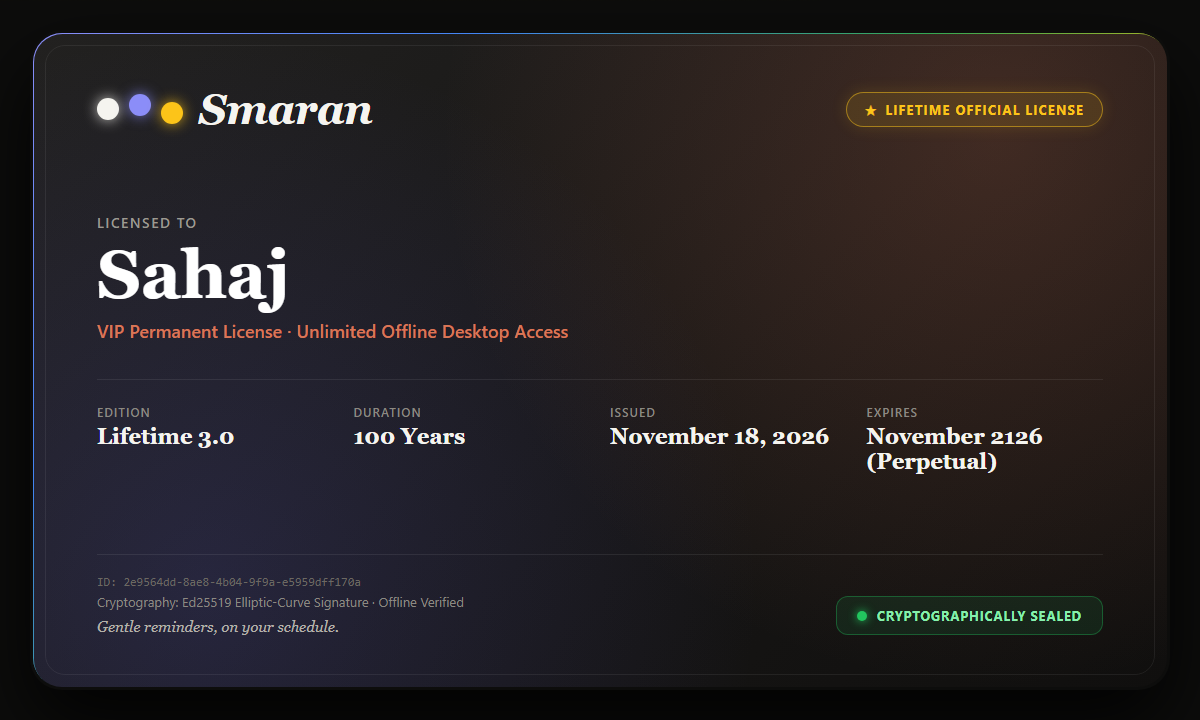 Smaran
★ LIFETIME OFFICIAL LICENSE
LICENSED TO
Sahaj
VIP Permanent License · Unlimited Offline Desktop Access
EDITION
Lifetime 3.0
DURATION
100 Years
ISSUED
November 18, 2026
EXPIRES
November 2126
(Perpetual)
ID: 2e9564dd-8ae8-4b04-9f9a-e5959dff170a
Cryptography: Ed25519 Elliptic-Curve Signature · Offline Verified
Gentle reminders, on your schedule.
CRYPTOGRAPHICALLY SEALED